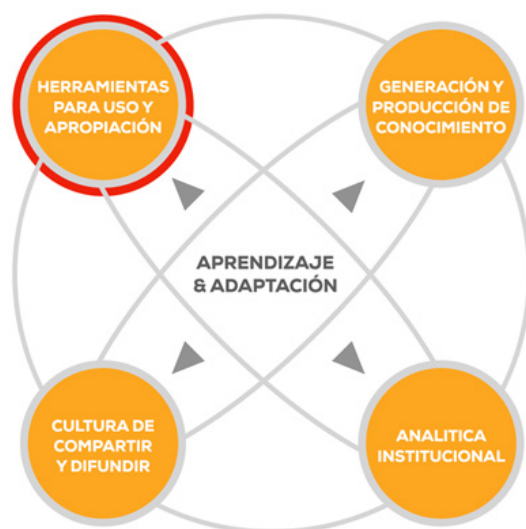 HERRAMIENTAS
PARA USO Y
APROPIACIÓN
GENERACIÓN Y
PRODUCCIÓN DE
CONOCIMIENTO
APRENDIZAJE
& ADAPTACIÓN
CULTURA DE
COMPARTIR
Y DIFUNDIR
ANALITICA
INSTITUCIONAL